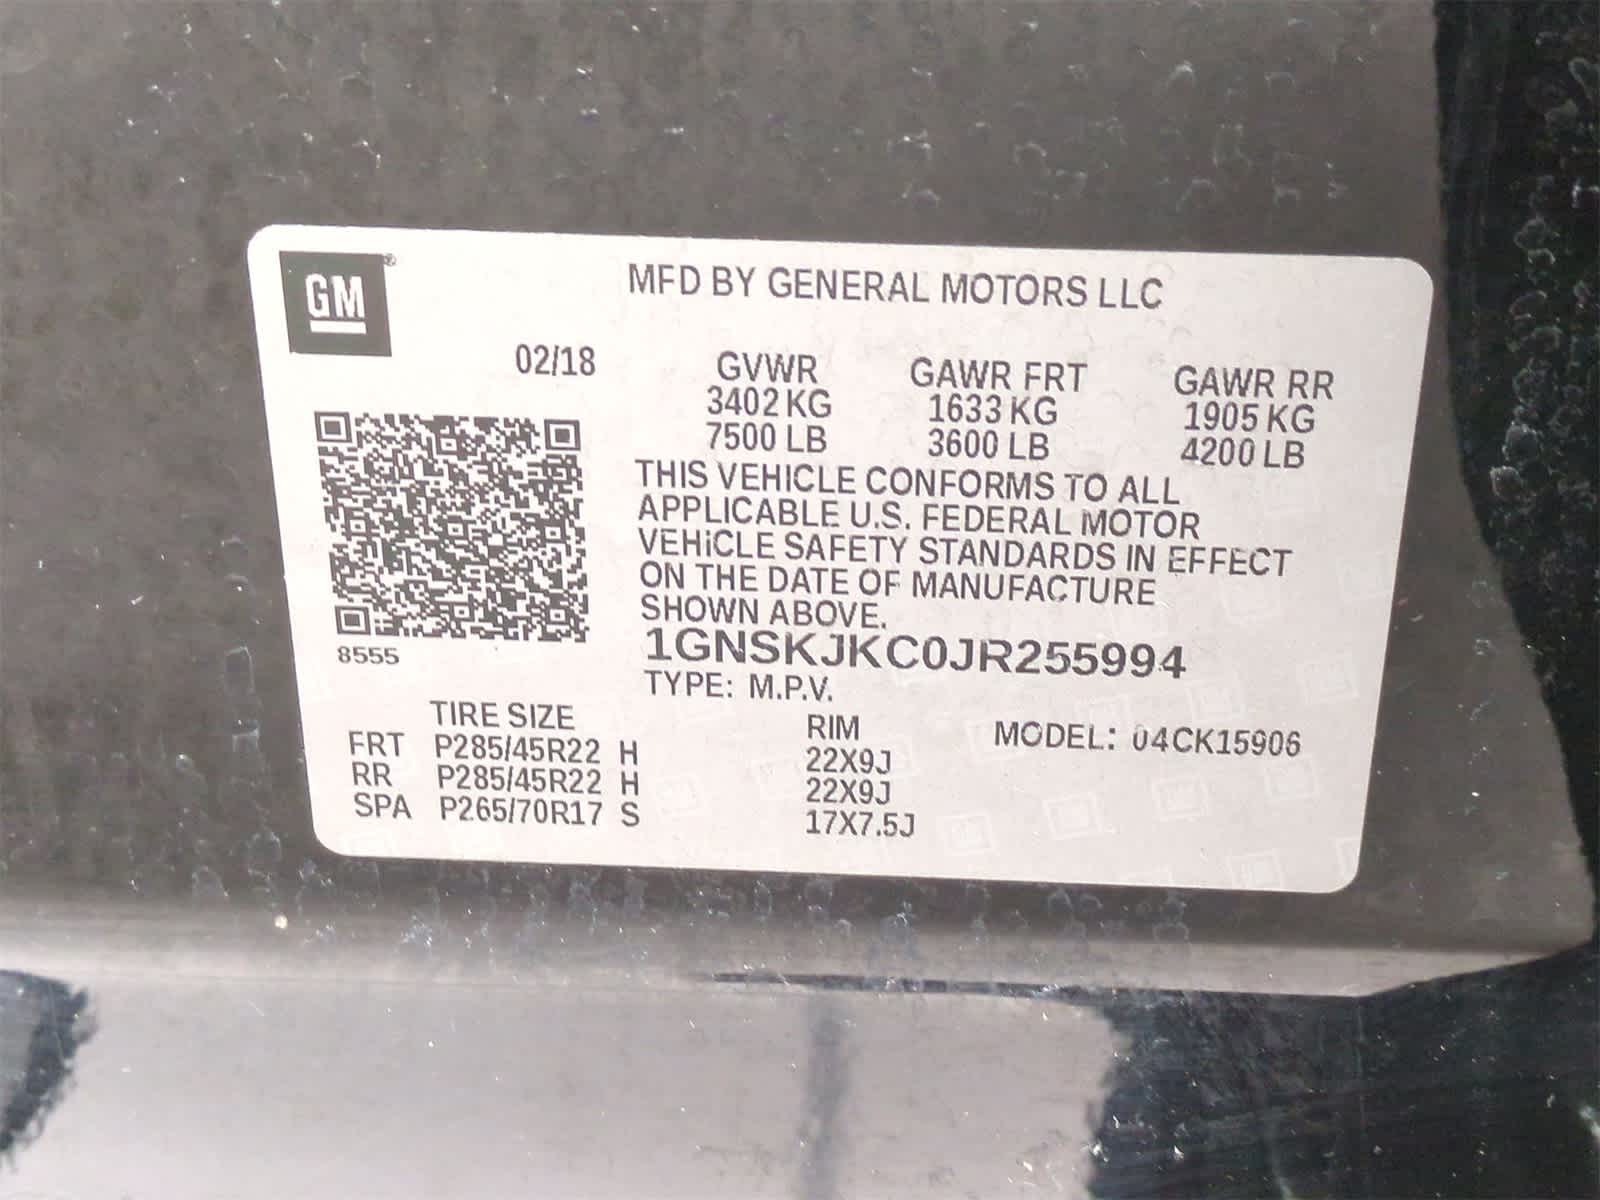 GM
MFD BY GENERAL MOTORS LLC
02/18
GVWR GAWR FRT GAWR RR
3402 KG 1633 KG 1905 KG
7500 LB 3600 LB 4200 LB
THIS VEHICLE CONFORMS TO ALL
APPLICABLE U.S. FEDERAL MOTOR
VEHICLE SAFETY STANDARDS IN EFFECT
ON THE DATE OF MANUFACTURE
SHOWN ABOVE.
8555
1GNSKJKC0JR255994
TYPE: M.P.V.
TIRE SIZE RIM MODEL: 04CK15906
FRT P285/45R22 H 22X9J
RR P285/45R22 H 22X9J
SPA P265/70R17 S 17X7.5J